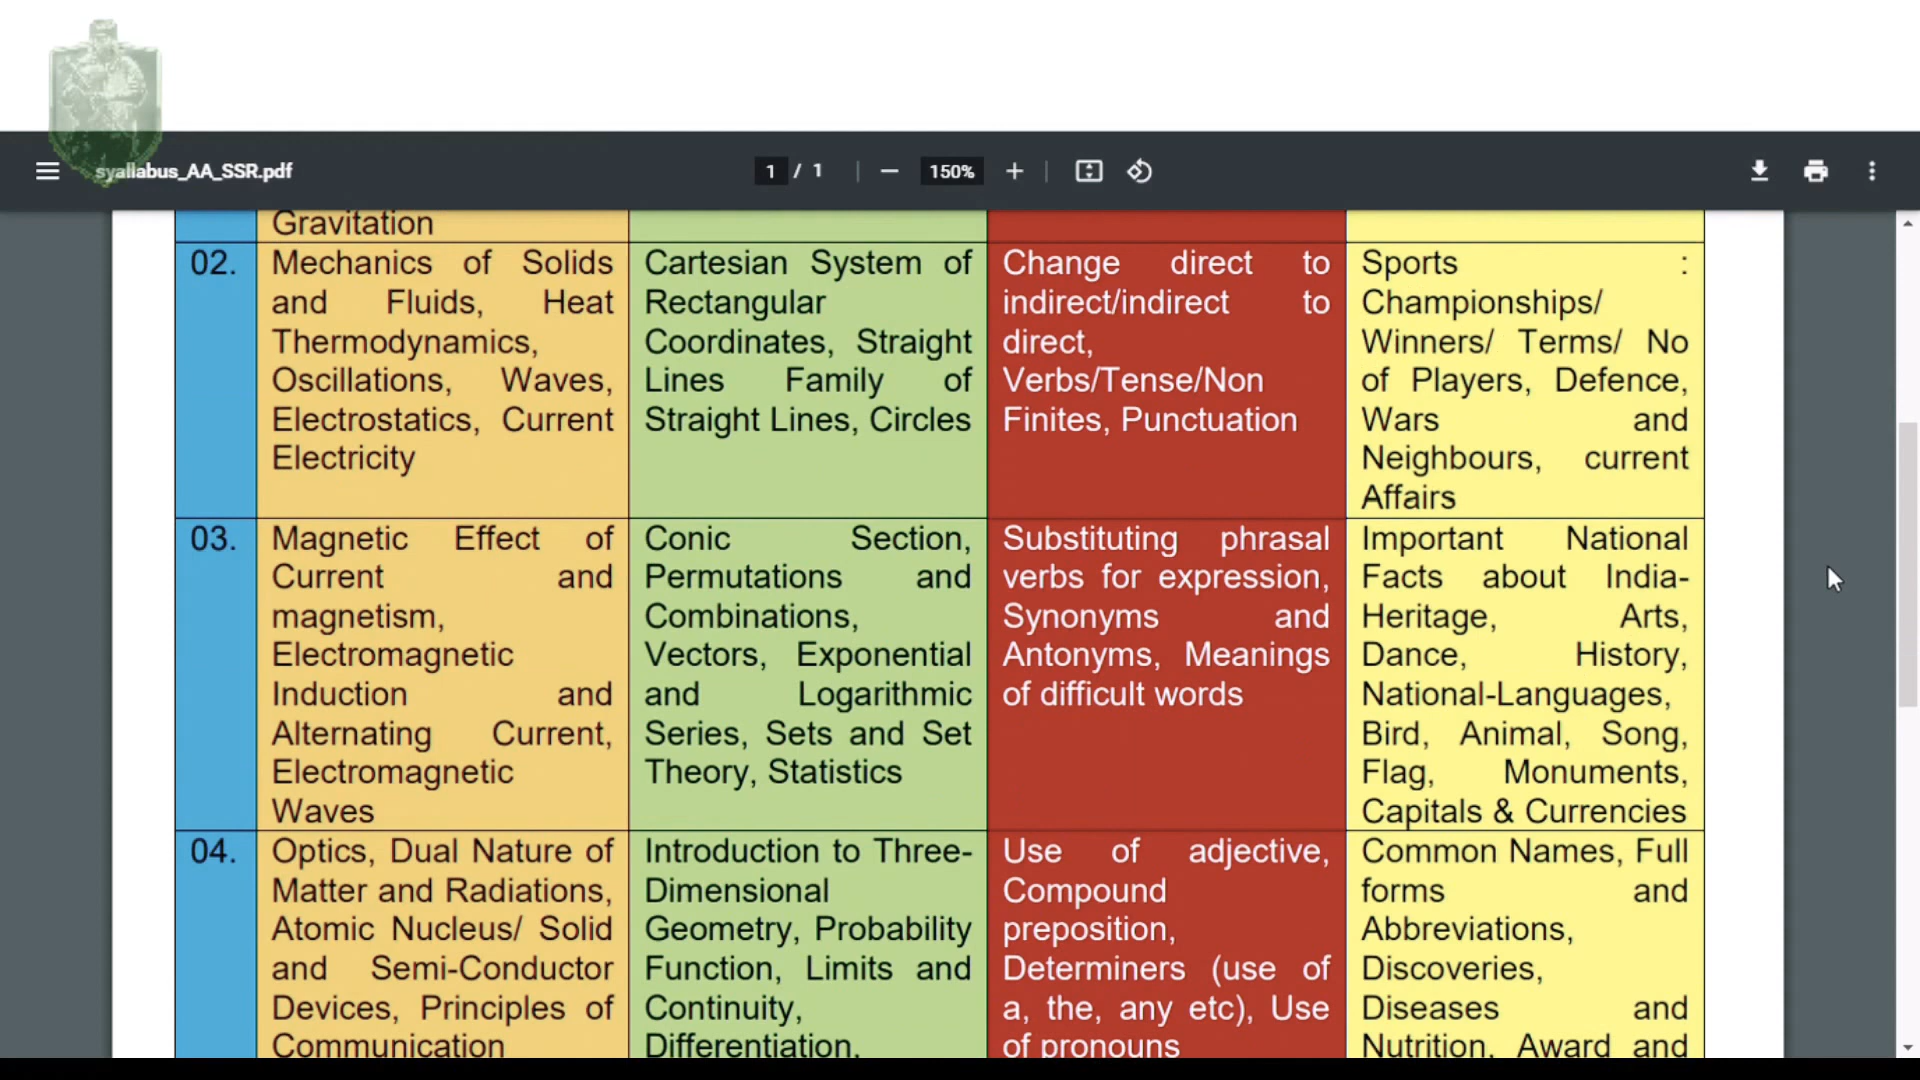 syallabus_AA_SSR.pdf
1 / 1
150%
Gravitation
02.
Mechanics of Solids
and Fluids, Heat
Thermodynamics,
Oscillations, Waves,
Electrostatics, Current
Electricity
Cartesian System of
Rectangular
Coordinates, Straight
Lines Family of
Straight Lines, Circles
Change direct to
indirect/indirect to
direct,
Verbs/Tense/Non
Finites, Punctuation
Sports :
Championships/
Winners/ Terms/ No
of Players, Defence,
Wars and
Neighbours, current
Affairs
03.
Magnetic Effect of
Current and
magnetism,
Electromagnetic
Induction and
Alternating Current,
Electromagnetic
Waves
Conic Section,
Permutations and
Combinations,
Vectors, Exponential
and Logarithmic
Series, Sets and Set
Theory, Statistics
Substituting phrasal
verbs for expression,
Synonyms and
Antonyms, Meanings
of difficult words
Important National
Facts about India-
Heritage, Arts,
Dance, History,
National-Languages,
Bird, Animal, Song,
Flag, Monuments,
Capitals & Currencies
04.
Optics, Dual Nature of
Matter and Radiations,
Atomic Nucleus/ Solid
and Semi-Conductor
Devices, Principles of
Communication
Introduction to Three-
Dimensional
Geometry, Probability
Function, Limits and
Continuity,
Differentiation,
Use of adjective,
Compound
preposition,
Determiners (use of
a, the, any etc), Use
of pronouns
Common Names, Full
forms and
Abbreviations,
Discoveries,
Diseases and
Nutrition, Award and